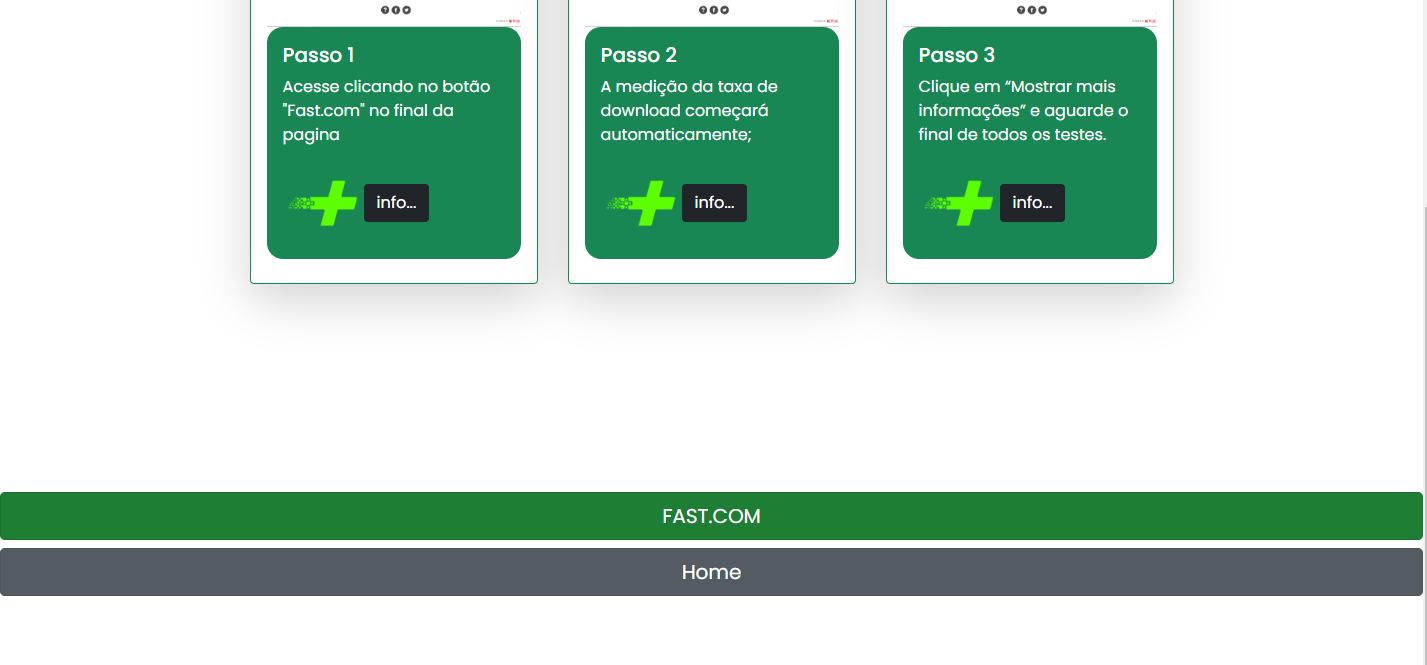 Passo 1
Acesse clicando no botão
"Fast.com" no final da
pagina
info...
Passo 2
A medição da taxa de
download começará
automaticamente;
info...
Passo 3
Clique em “Mostrar mais
informações” e aguarde o
final de todos os testes.
info...
FAST.COM
Home